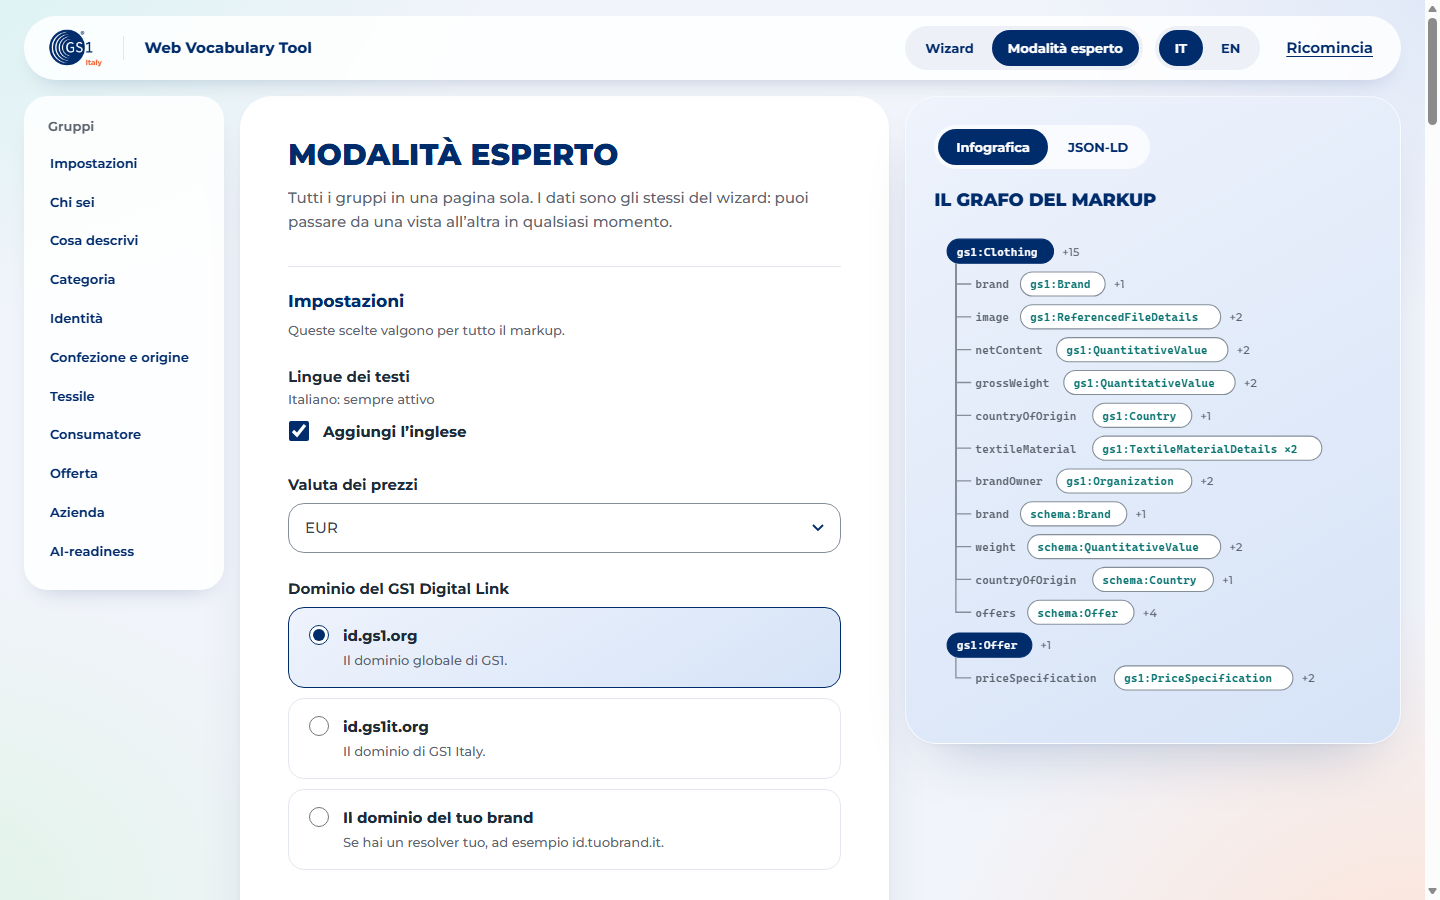 GS1
Italy
Web Vocabulary Tool
Wizard
Modalità esperto
IT
EN
Ricomincia
Gruppi
Impostazioni
Chi sei
Cosa descrivi
Categoria
Identità
Confezione e origine
Tessile
Consumatore
Offerta
Azienda
AI-readiness
MODALITÀ ESPERTO
Tutti i gruppi in una pagina sola. I dati sono gli stessi del wizard: puoi
passare da una vista all’altra in qualsiasi momento.
Impostazioni
Queste scelte valgono per tutto il markup.
Lingue dei testi
Italiano: sempre attivo
Aggiungi l’inglese
Valuta dei prezzi
EUR
Dominio del GS1 Digital Link
id.gs1.org
Il dominio globale di GS1.
id.gs1it.org
Il dominio di GS1 Italy.
Il dominio del tuo brand
Se hai un resolver tuo, ad esempio id.tuobrand.it.
Infografica
JSON-LD
IL GRAFO DEL MARKUP
gs1:Clothing +15
brand gs1:Brand +1
image gs1:ReferencedFileDetails +2
netContent gs1:QuantitativeValue +2
grossWeight gs1:QuantitativeValue +2
countryOfOrigin gs1:Country +1
textileMaterial gs1:TextileMaterialDetails ×2
brandOwner gs1:Organization +2
brand schema:Brand +1
weight schema:QuantitativeValue +2
countryOfOrigin schema:Country +1
offers schema:Offer +4
gs1:Offer +1
priceSpecification gs1:PriceSpecification +2